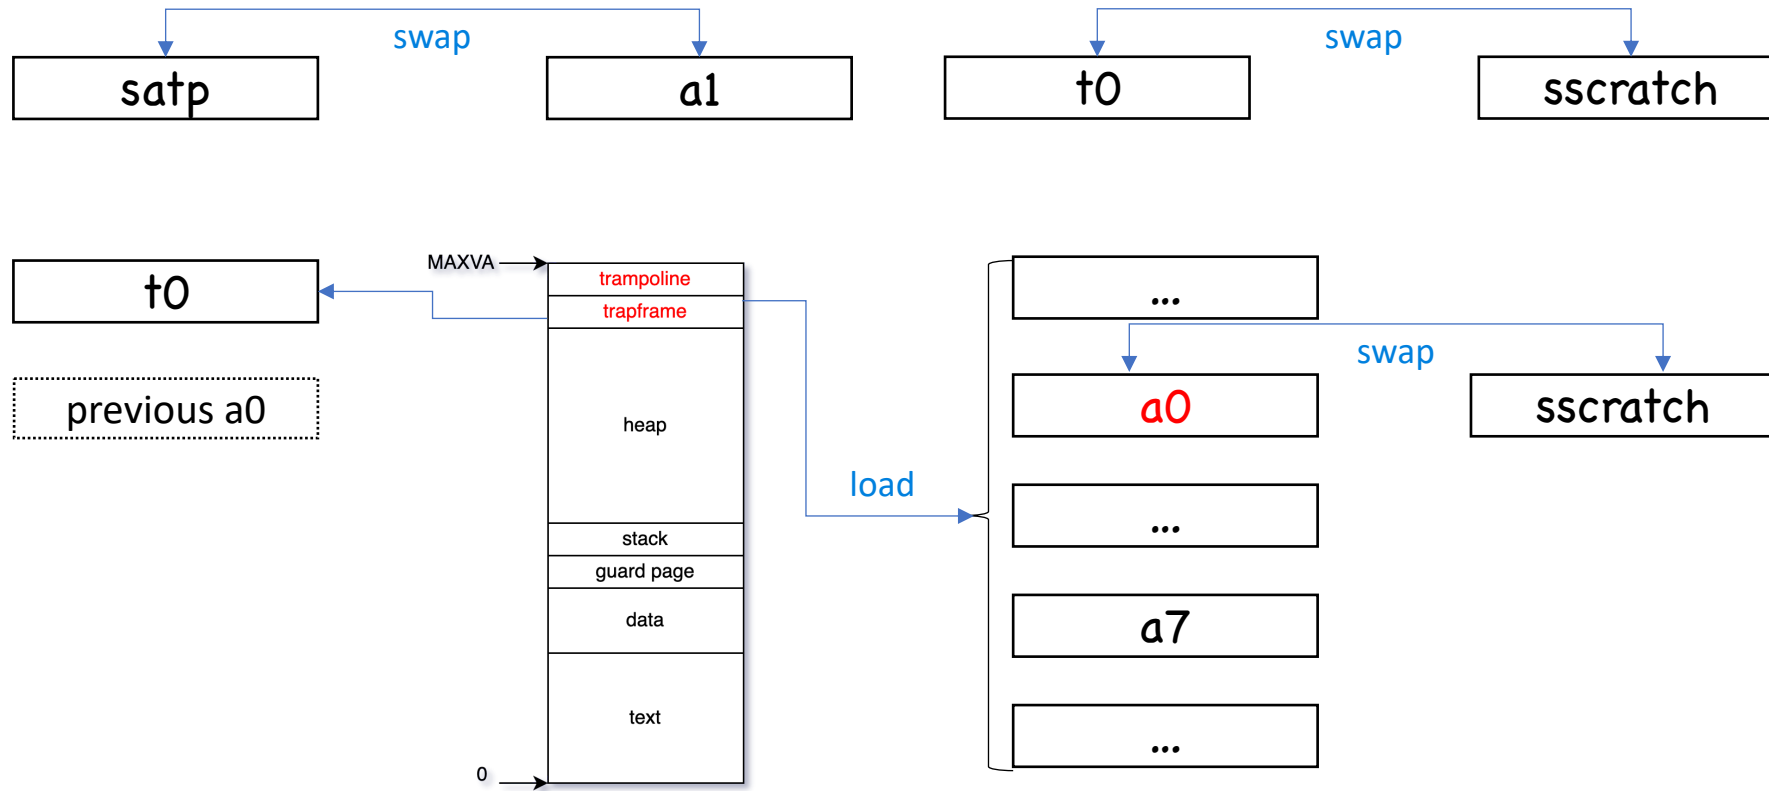 swap
swap
satp
a1
t0
sscratch
MAXVA
trampoline
t0
trapframe
...
swap
previous a0
heap
a0
sscratch
load
...
stack
guard page
data
a7
text
...
0